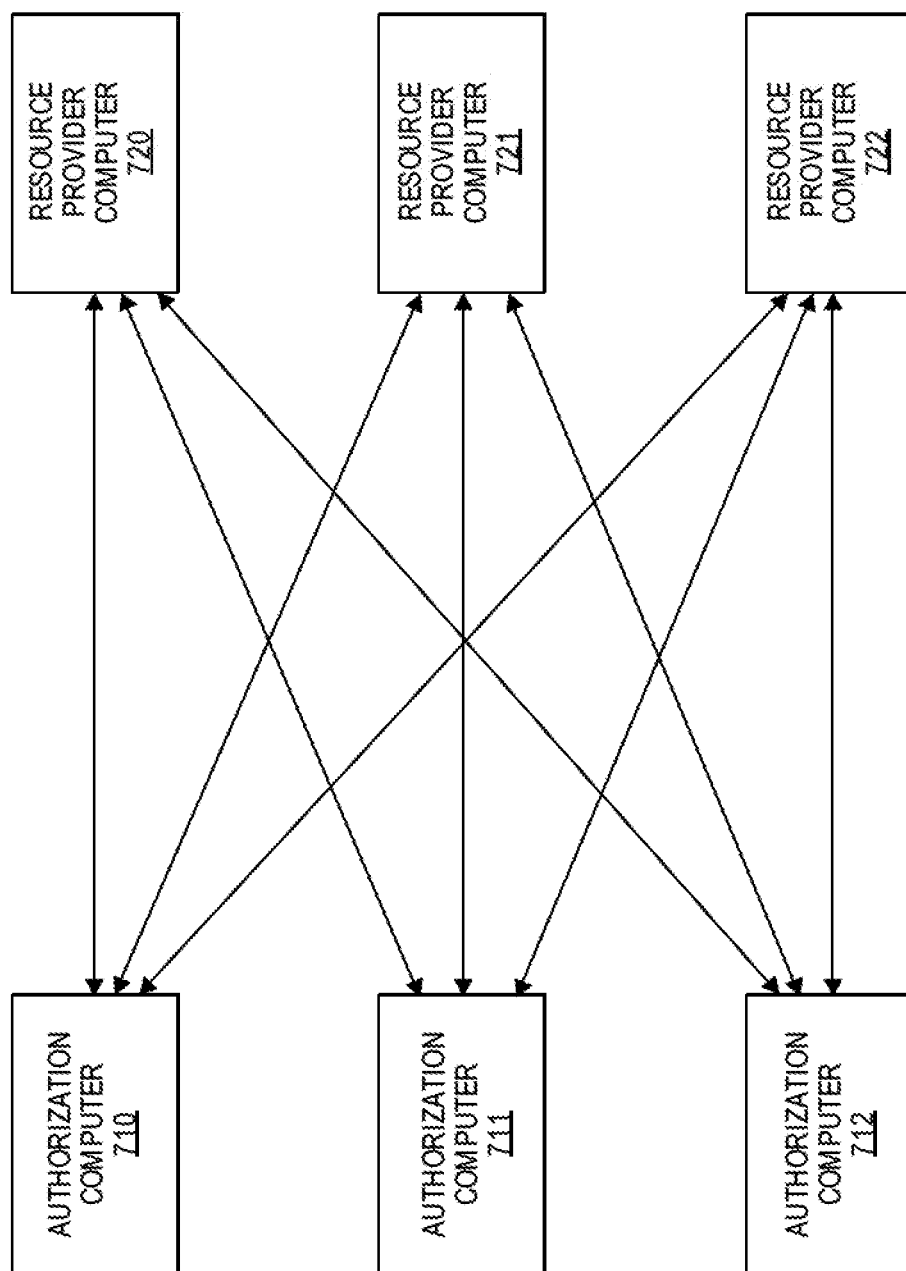 RESOURCE
PROVIDER
COMPUTER
720
RESOURCE
PROVIDER
COMPUTER
721
RESOURCE
PROVIDER
COMPUTER
722
AUTHORIZATION
COMPUTER
710
AUTHORIZATION
COMPUTER
711
AUTHORIZATION
COMPUTER
712